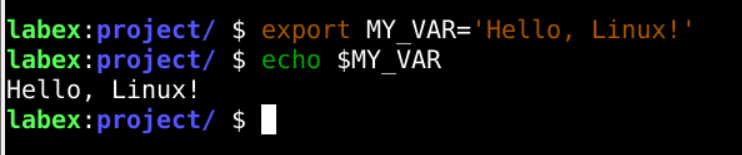 labex:project/ $ export MY_VAR='Hello, Linux!'
labex:project/ $ echo $MY_VAR
Hello, Linux!
labex:project/ $